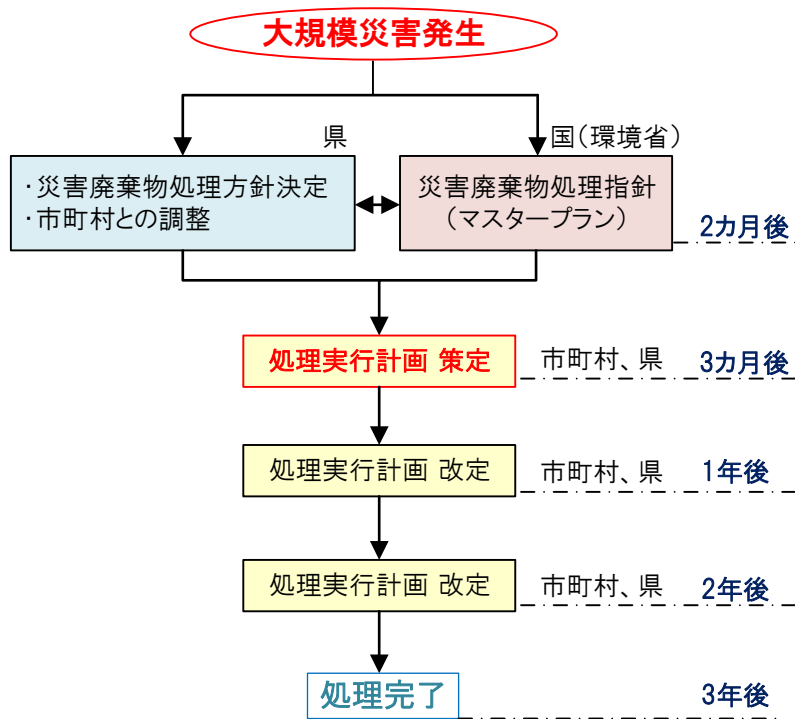 大規模災害発生
県
国(環境省)
・災害廃棄物処理方針決定
・市町村との調整
災害廃棄物処理指針
(マスタープラン)
2カ月後
処理実行計画 策定
市町村、県
3カ月後
処理実行計画 改定
市町村、県
1年後
処理実行計画 改定
市町村、県
2年後
処理完了
3年後